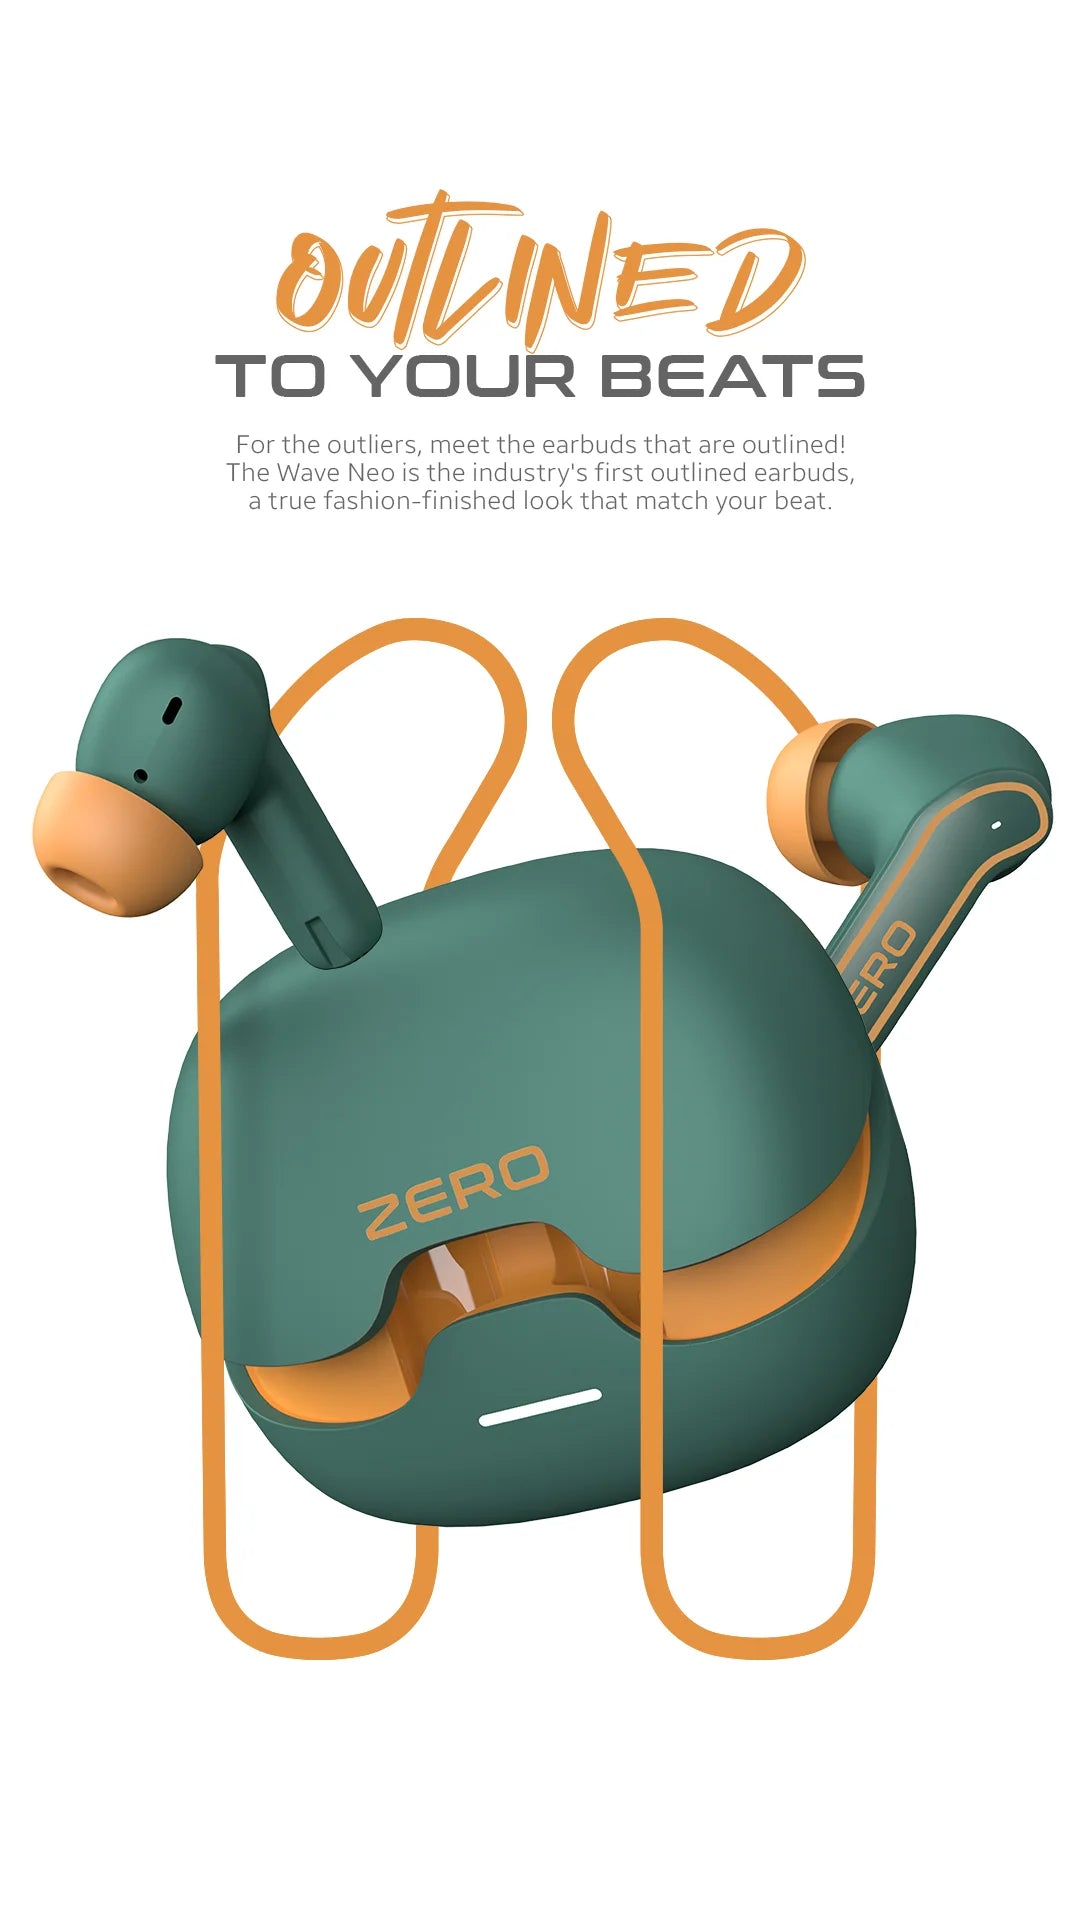 OUTLINED
TO YOUR BEATS
For the outliers, meet the earbuds that are outlined!
The Wave Neo is the industry's first outlined earbuds,
a true fashion-finished look that match your beat.
ERO
ZERO